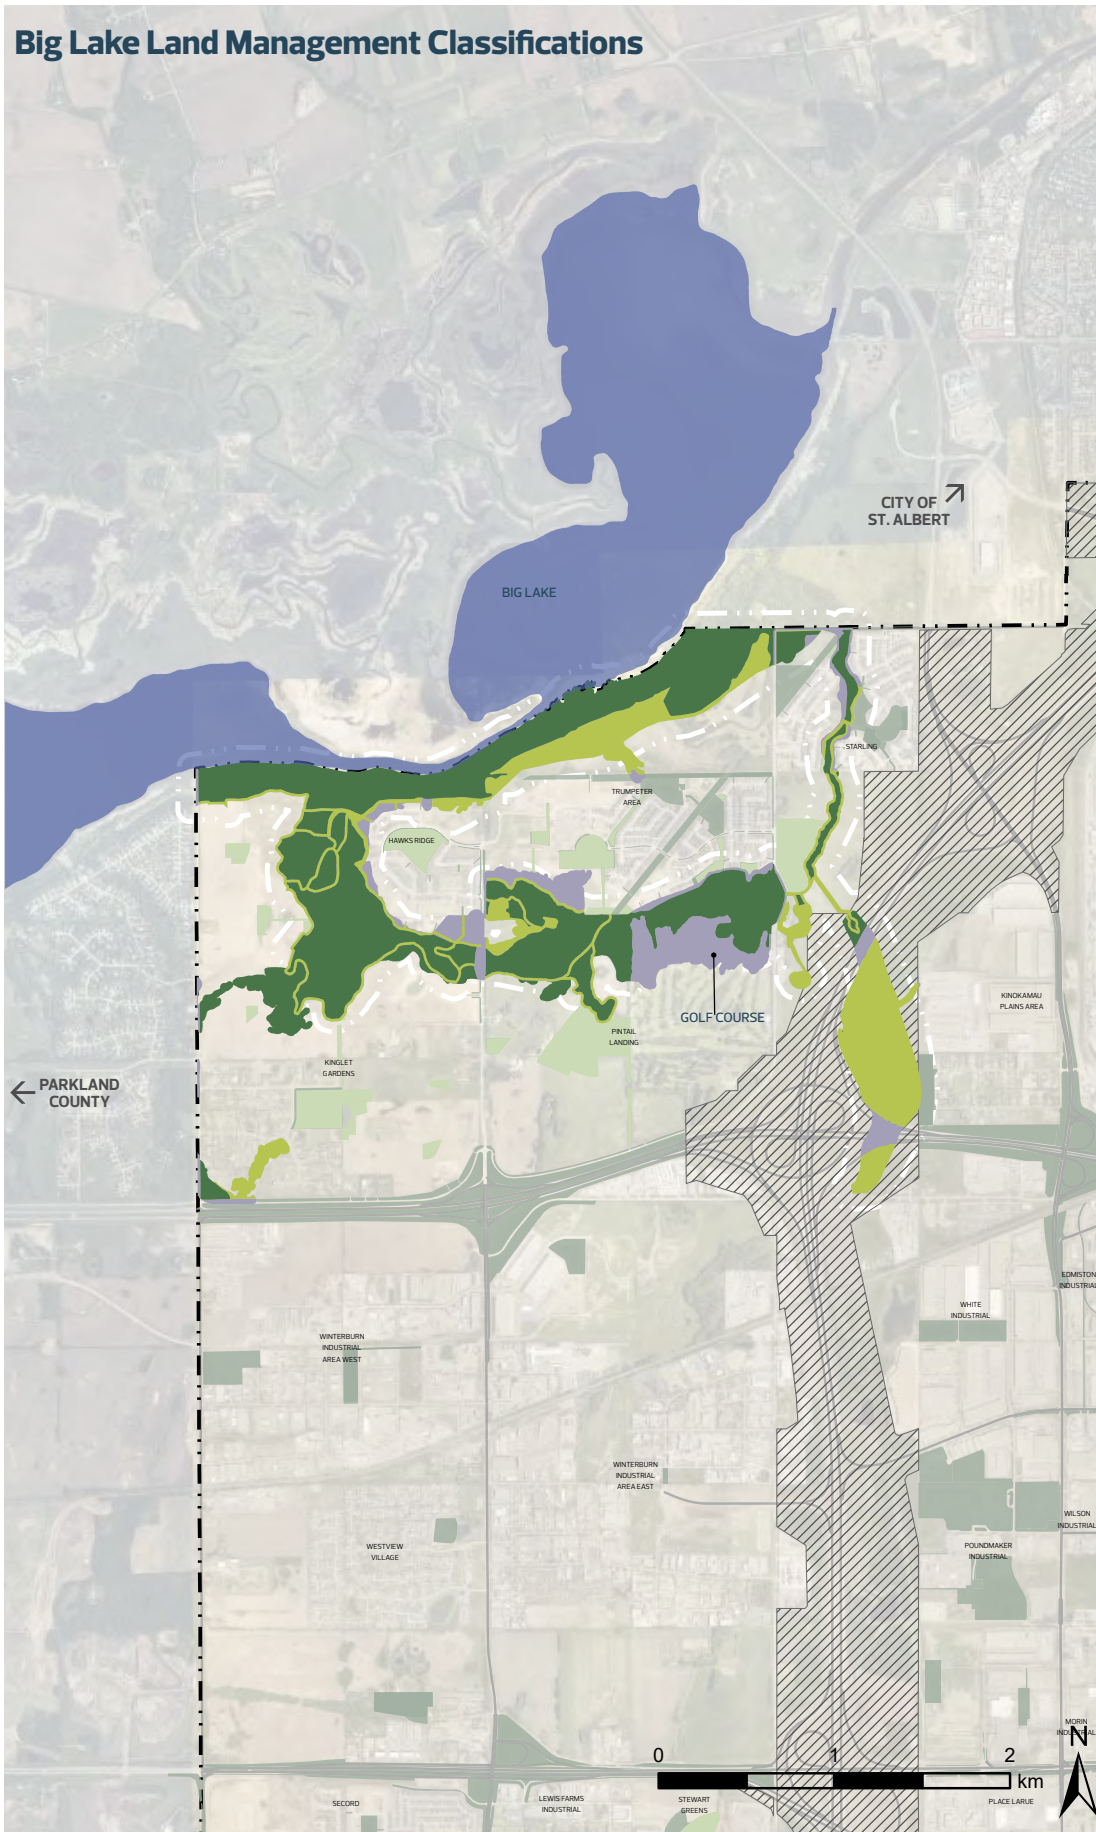 Big Lake Land Management Classifications
CITY OF
ST. ALBERT
BIG LAKE
STARLING
TRUMPETER
AREA
HAWKS RIDGE
KINOKAMAU
PLAINS AREA
GOLF COURSE
PINTAIL
LANDING
KINGLET
GARDENS
PARKLAND
COUNTY
EDMISTON
INDUSTRIAL
WHITE
INDUSTRIAL
WINTERBURN
INDUSTRIAL
AREA WEST
WINTERBURN
INDUSTRIAL
AREA EAST
WILSON
INDUSTRIAL
WESTVIEW
VILLAGE
POUNDMAKER
INDUSTRIAL
MORIN
INDUSTRIAL
N
0 1 2
km
SECORD
LEWIS FARMS
INDUSTRIAL
STEWART
GREENS
PLACE LARUE